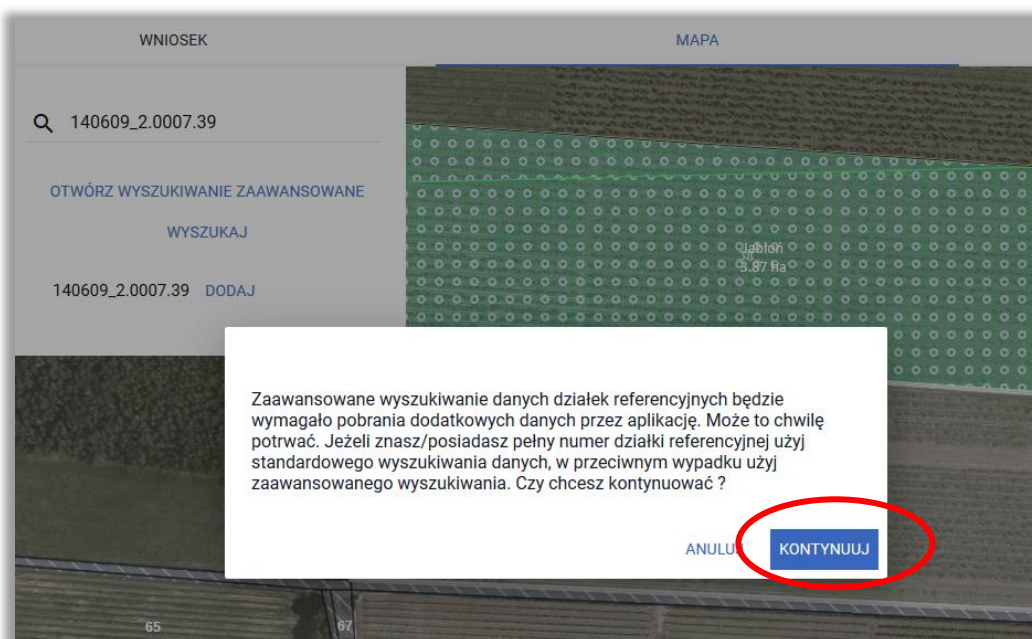 WNIOSEK
MAPA
140609_2.0007.39
OTWÓRZ WYSZUKIWANIE ZAAWANSOWANE
WYSZUKAJ
140609_2.0007.39 DODAJ
Jabłoń
38
3.87 ha
Zaawansowane wyszukiwanie danych działek referencyjnych będzie
wymagało pobrania dodatkowych danych przez aplikację. Może to chwilę
potrwać. Jeżeli znasz/posiadasz pełny numer działki referencyjnej użyj
standardowego wyszukiwania danych, w przeciwnym wypadku użyj
zaawansowanego wyszukiwania. Czy chcesz kontynuować ?
ANULUJ KONTYNUUJ
65
67